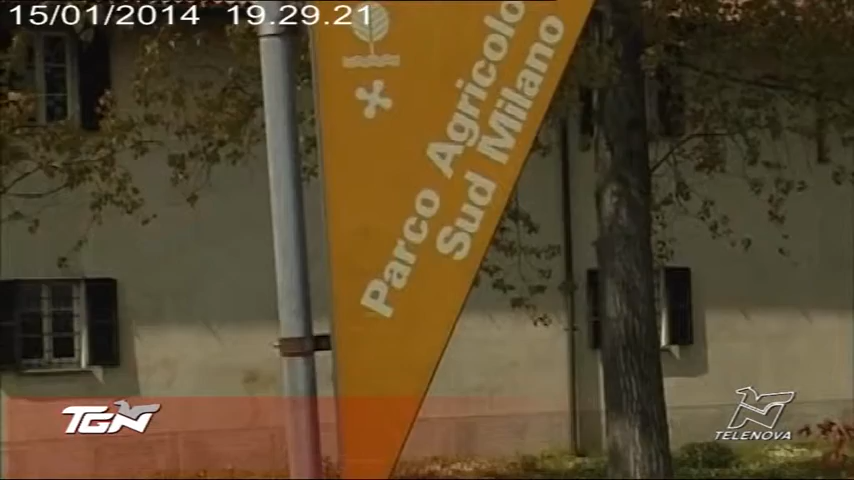 15/01/2014 19.29.21
Parco Agricolo
Sud Milano
TGN
TELENOVA